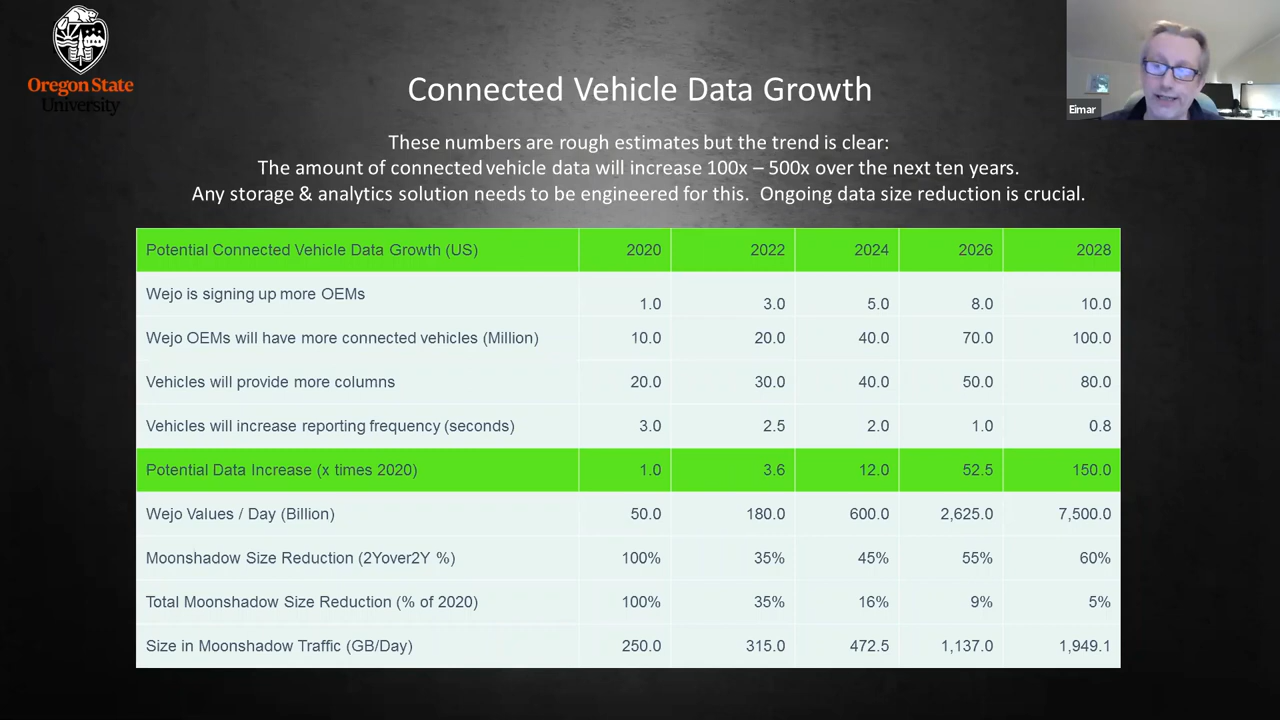 Oregon State
University
Connected Vehicle Data Growth
Eimar
These numbers are rough estimates but the trend is clear:
The amount of connected vehicle data will increase 100x – 500x over the next ten years.
Any storage & analytics solution needs to be engineered for this. Ongoing data size reduction is crucial.
Potential Connected Vehicle Data Growth (US) 2020 2022 2024 2026 2028
Wejo is signing up more OEMs 1.0 3.0 5.0 8.0 10.0
Wejo OEMs will have more connected vehicles (Million) 10.0 20.0 40.0 70.0 100.0
Vehicles will provide more columns 20.0 30.0 40.0 50.0 80.0
Vehicles will increase reporting frequency (seconds) 3.0 2.5 2.0 1.0 0.8
Potential Data Increase (x times 2020) 1.0 3.6 12.0 52.5 150.0
Wejo Values / Day (Billion) 50.0 180.0 600.0 2,625.0 7,500.0
Moonshadow Size Reduction (2Yover2Y %) 100% 35% 45% 55% 60%
Total Moonshadow Size Reduction (% of 2020) 100% 35% 16% 9% 5%
Size in Moonshadow Traffic (GB/Day) 250.0 315.0 472.5 1,137.0 1,949.1